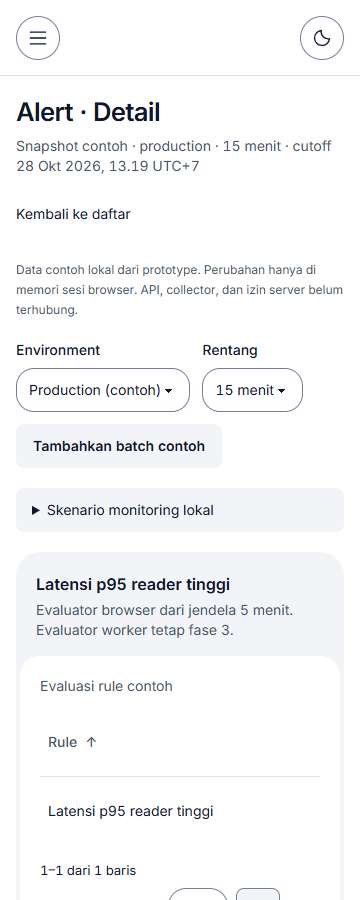 Alert · Detail
Snapshot contoh · production · 15 menit · cutoff
28 Okt 2026, 13.19 UTC+7
Kembali ke daftar
Data contoh lokal dari prototype. Perubahan hanya di
memori sesi browser. API, collector, dan izin server belum
terhubung.
Environment
Rentang
Production (contoh)
15 menit
Tambahkan batch contoh
Skenario monitoring lokal
Latensi p95 reader tinggi
Evaluator browser dari jendela 5 menit.
Evaluator worker tetap fase 3.
Evaluasi rule contoh
Rule ↑
Latensi p95 reader tinggi
1–1 dari 1 baris